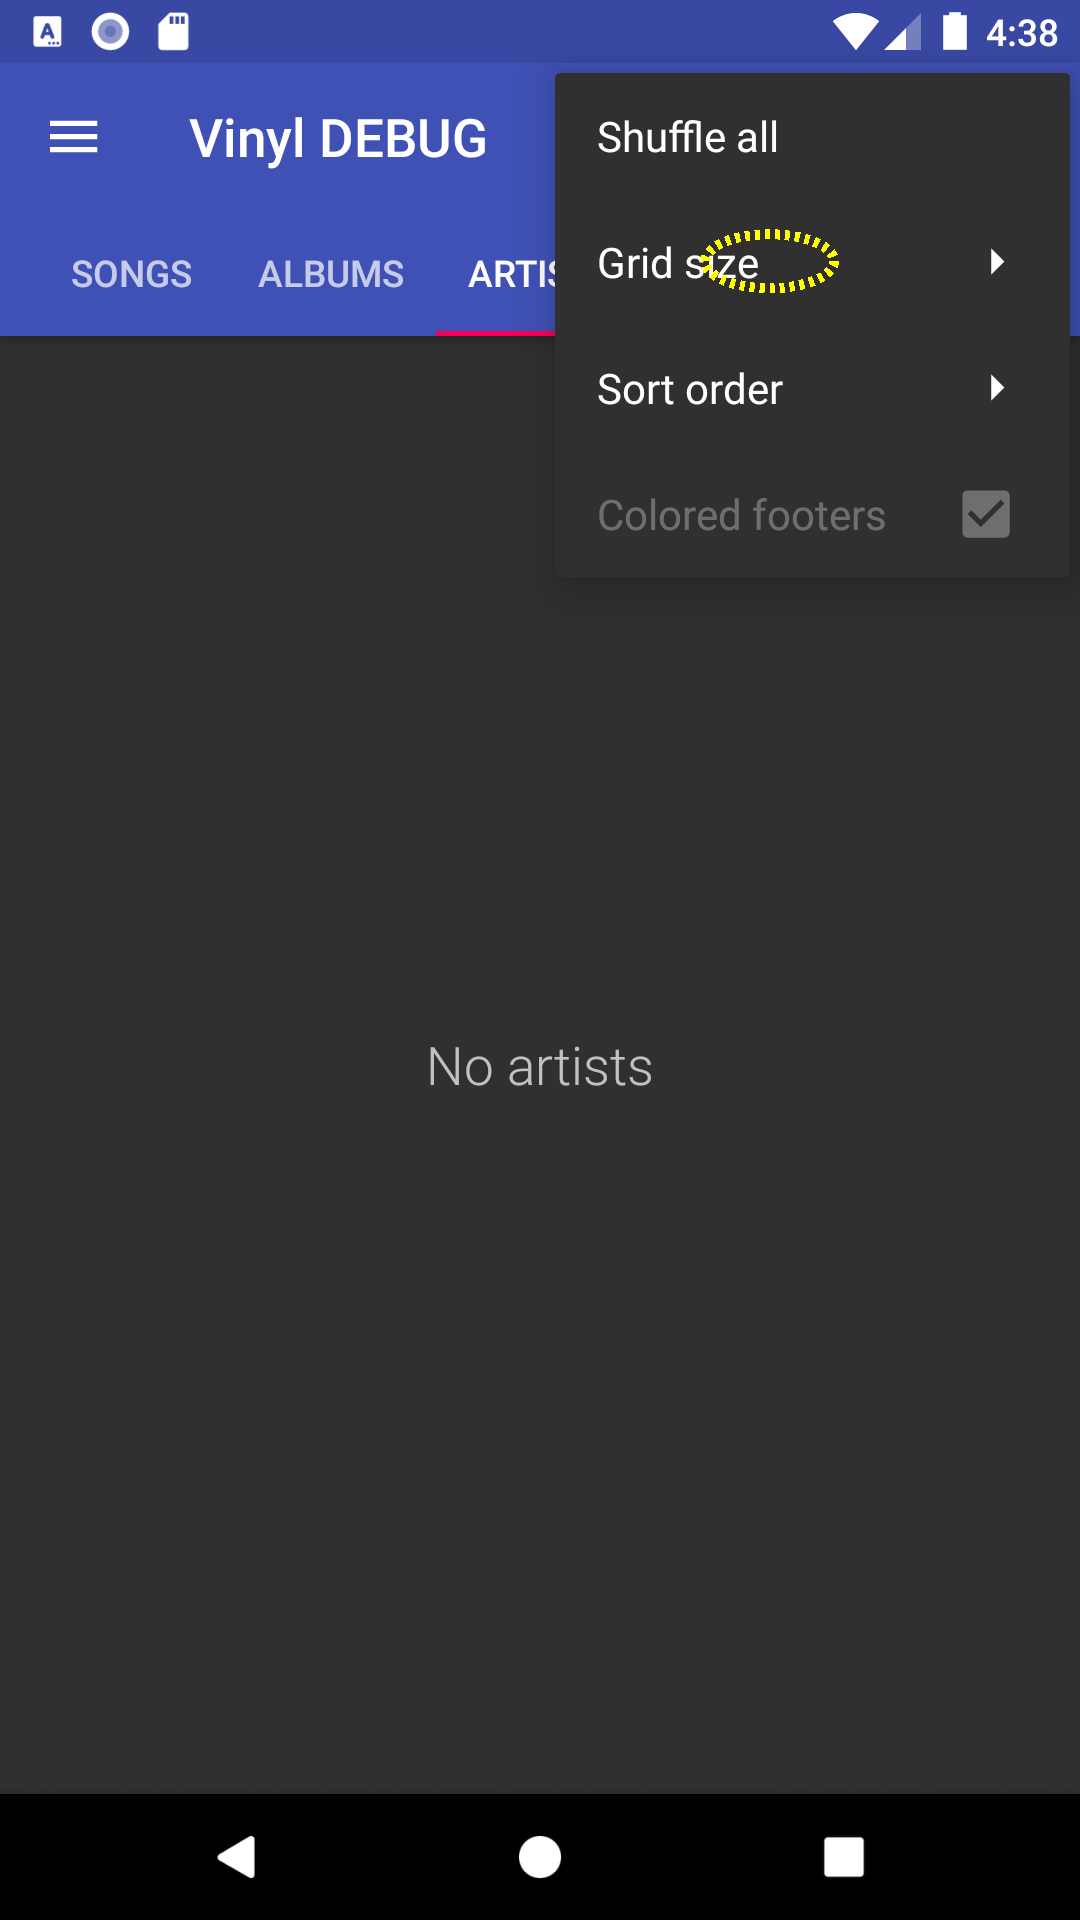 4:38
Vinyl DEBUG
SONGS ALBUMS ARTIS
Shuffle all
Grid size
Sort order
Colored footers
No artists